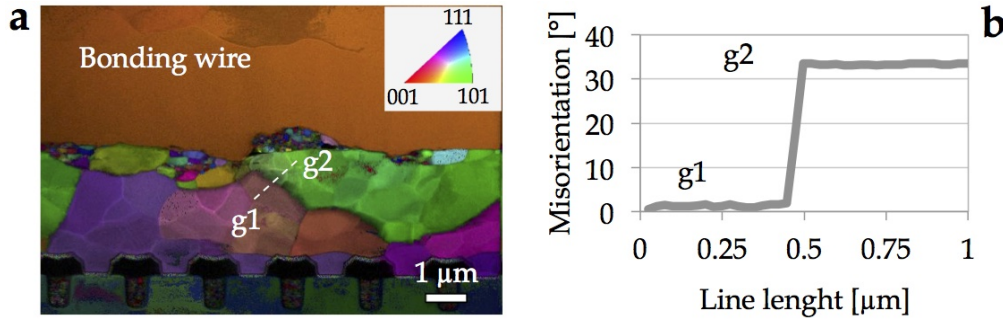 a
Bonding wire
111
001
101
g2
g1
1 µm
b
Misorientation [°]
40
30
20
10
0
g2
g1
0
0.25
0.5
0.75
1
Line lenght [µm]